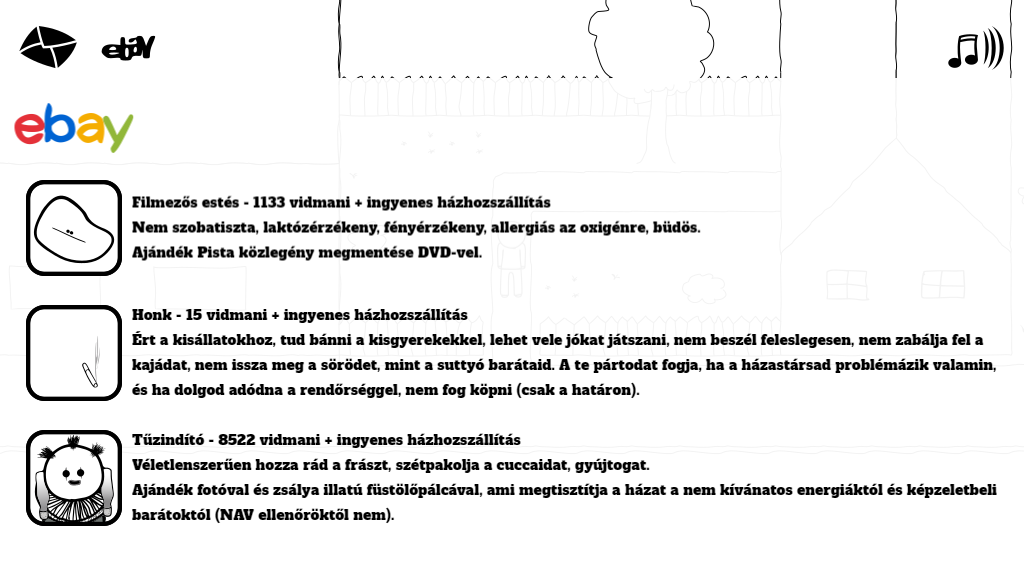 ebay
ebay
Filmezős estés - 1133 vidmani + ingyenes házhozszállítás
Nem szobatiszta, laktózérzékeny, fényérzékeny, allergiás az oxigénre, büdös.
Ajándék Pista közlegény megmentése DVD-vel.
Honk - 15 vidmani + ingyenes házhozszállítás
Ért a kisállatokhoz, tud bánni a kisgyerekekkel, lehet vele jókat játszani, nem beszél feleslegesen, nem zabálja fel a
kajádat, nem issza meg a sörödet, mint a suttyó barátaid. A te pártodat fogja, ha a házastársad problémázik valamin,
és ha dolgod adódna a rendőrséggel, nem fog köpni (csak a határon).
Tűzindító - 8522 vidmani + ingyenes házhozszállítás
Véletlenszerűen hozza rád a frászt, szétpakolja a cuccaidat, gyújtogat.
Ajándék fotóval és zsálya illatú füstölőpálcával, ami megtisztítja a házat a nem kívánatos energiáktól és képzeletbeli
barátoktól (NAV ellenőröktől nem).